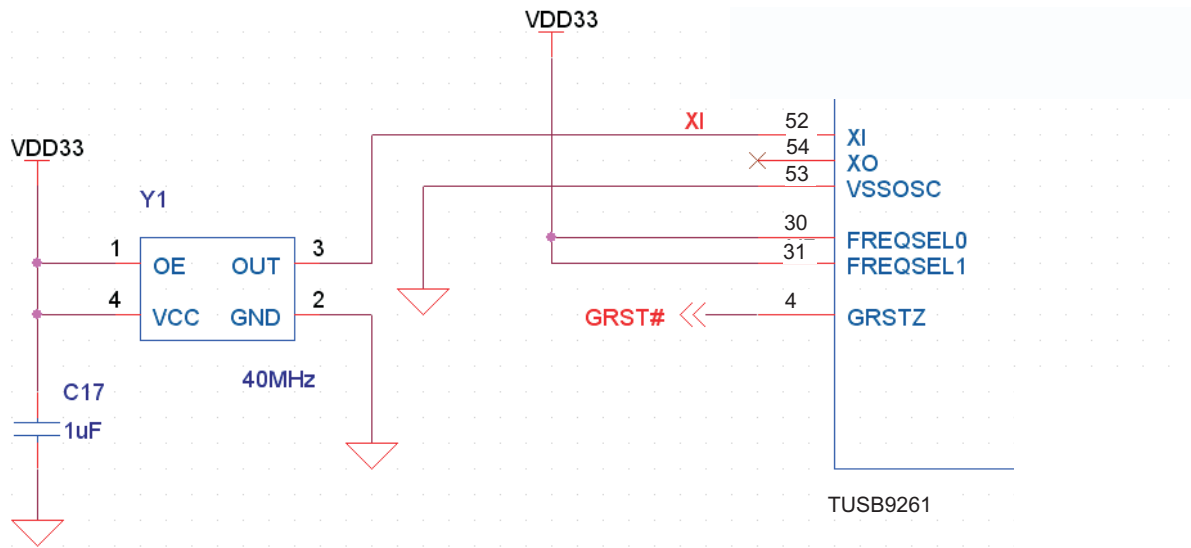 VDD33
XI
52
XI
54
XO
53
VSSOSC
VDD33
Y1
30
FREQSEL0
31
FREQSEL1
1
OE
OUT
3
4
VCC
GND
2
GRST#
4
GRSTZ
40MHz
C17
1uF
TUSB9261